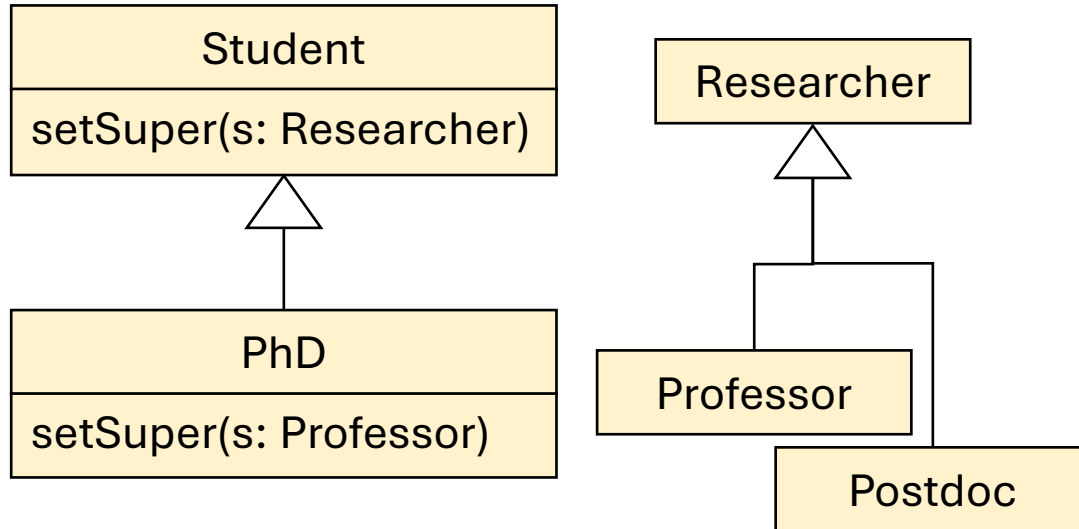 Student
setSuper(s: Researcher)
PhD
setSuper(s: Professor)
Researcher
Professor
Postdoc